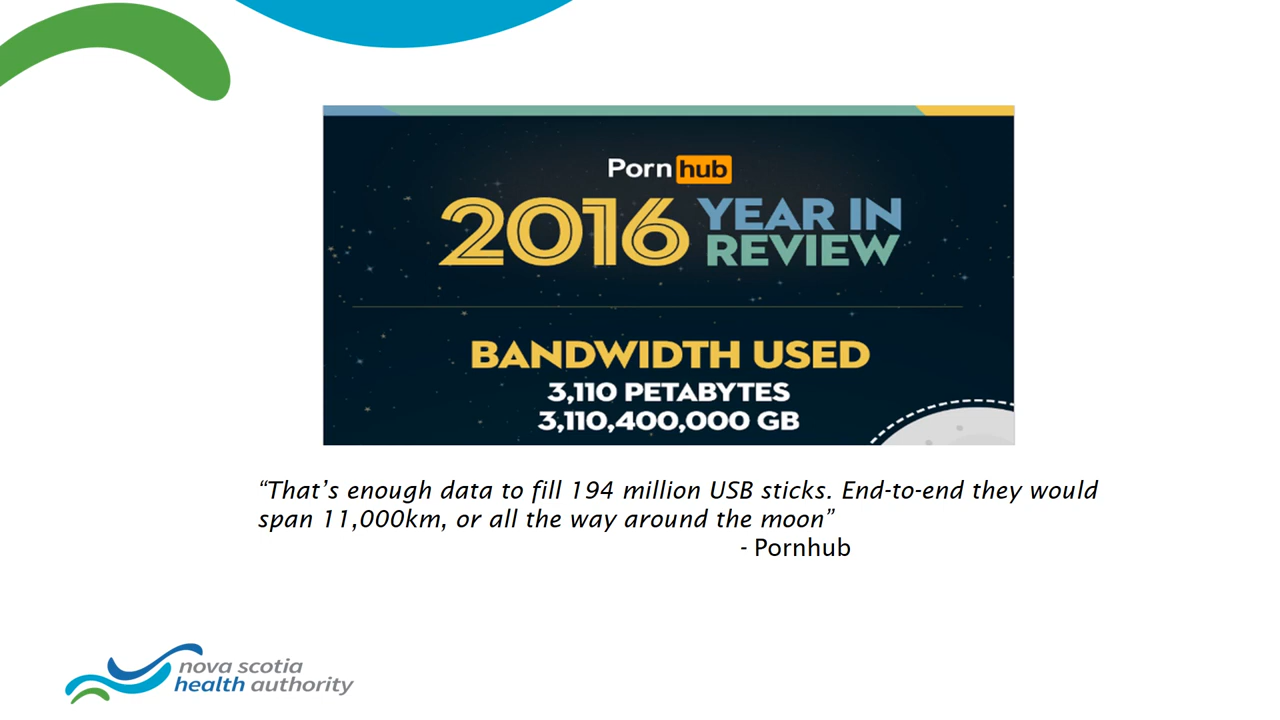 Pornhub
2016 YEAR IN
REVIEW
BANDWIDTH USED
3,110 PETABYTES
3,110,400,000 GB
“That’s enough data to fill 194 million USB sticks. End-to-end they would
span 11,000km, or all the way around the moon”
- Pornhub
nova scotia
health authority